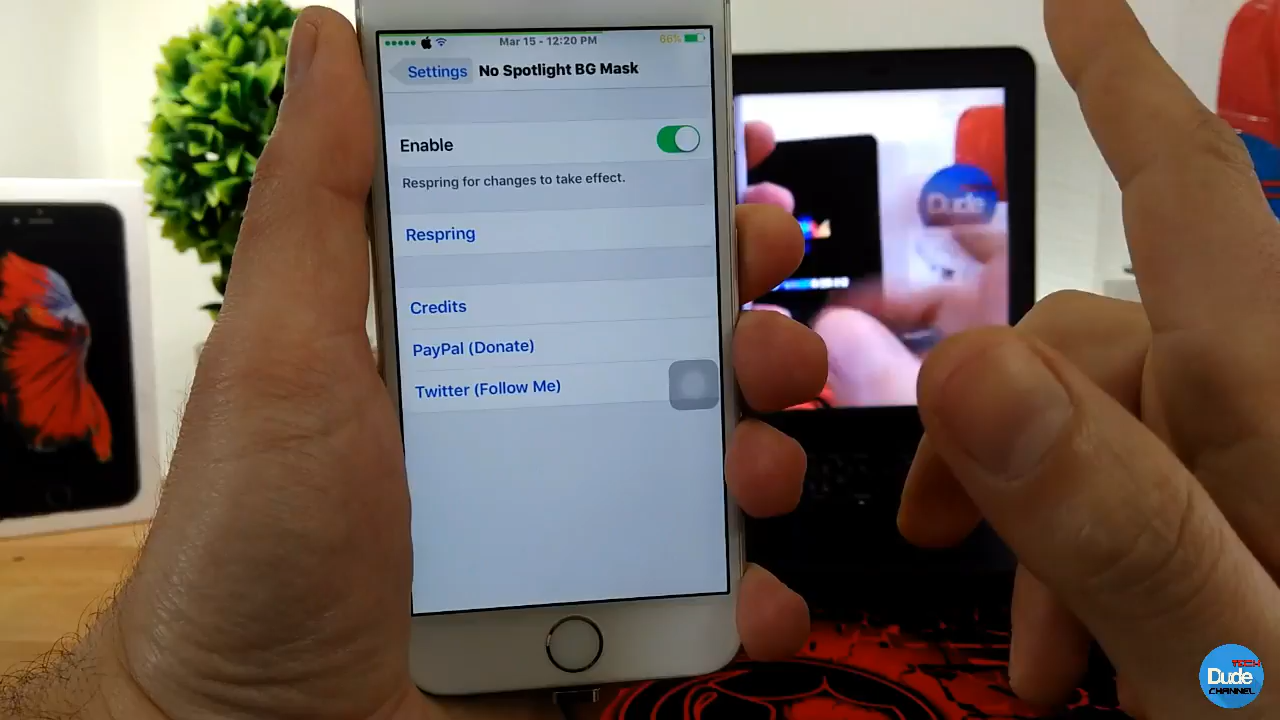 Mar 15 - 12:20 PM
66%
Settings
No Spotlight BG Mask
Enable
Respring for changes to take effect.
Respring
Credits
PayPal (Donate)
Twitter (Follow Me)
Dude
TECH
Dude
CHANNEL